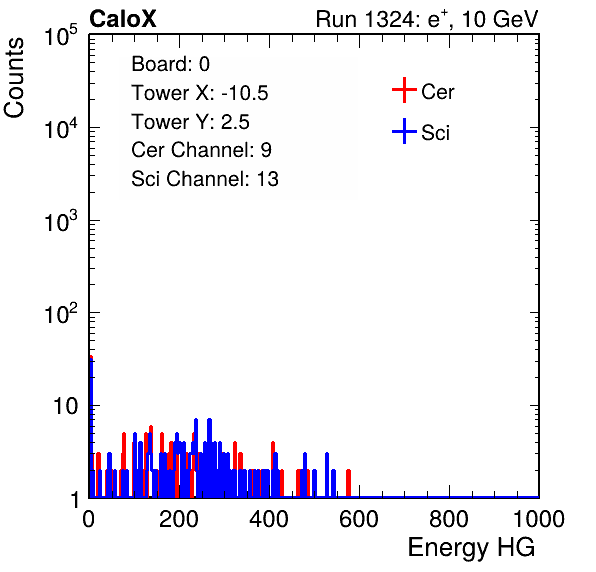 CaloX Run 1324: e⁺, 10 GeV
Counts
10⁵
10⁴
10³
10²
10
1
Board: 0
Tower X: -10.5
Tower Y: 2.5
Cer Channel: 9
Sci Channel: 13
Cer
Sci
0 200 400 600 800 1000
Energy HG